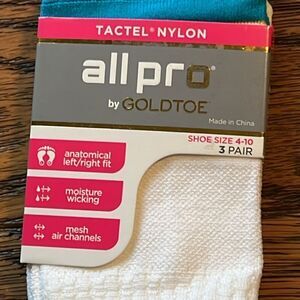 TACTEL® NYLON
all pro
by GOLDTOE
Made in China
SHOE SIZE 4-10
3 PAIR
anatomical
left/right fit
moisture
wicking
mesh
air channels